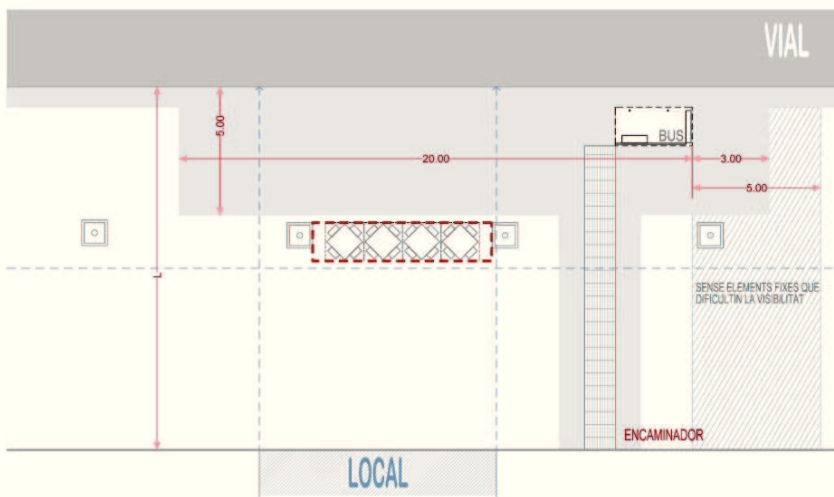 VIAL
5.00
BUS
20.00
3.00
5.00
L
SENSE ELEMENTS FIXES QUE
DIFICULTIN LA VISIBILITAT
ENCAMINADOR
LOCAL